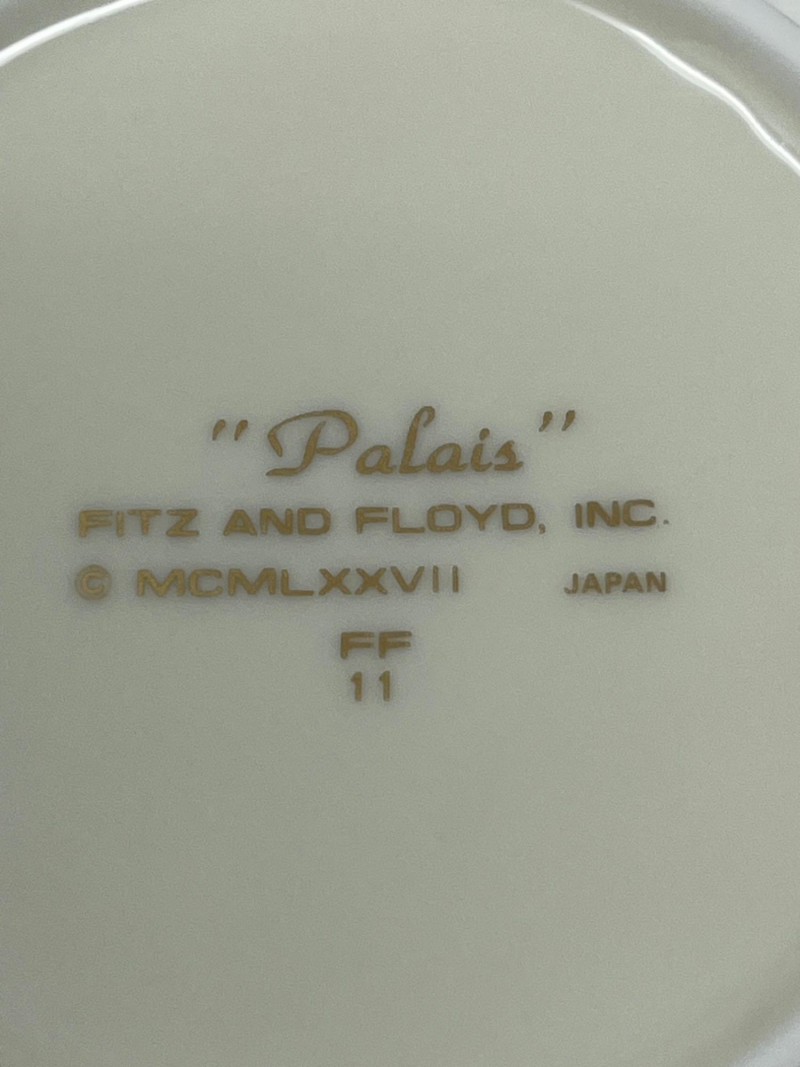 "Palais"
FITZ AND FLOYD, INC.
© MCMLXXVII JAPAN
FF
11